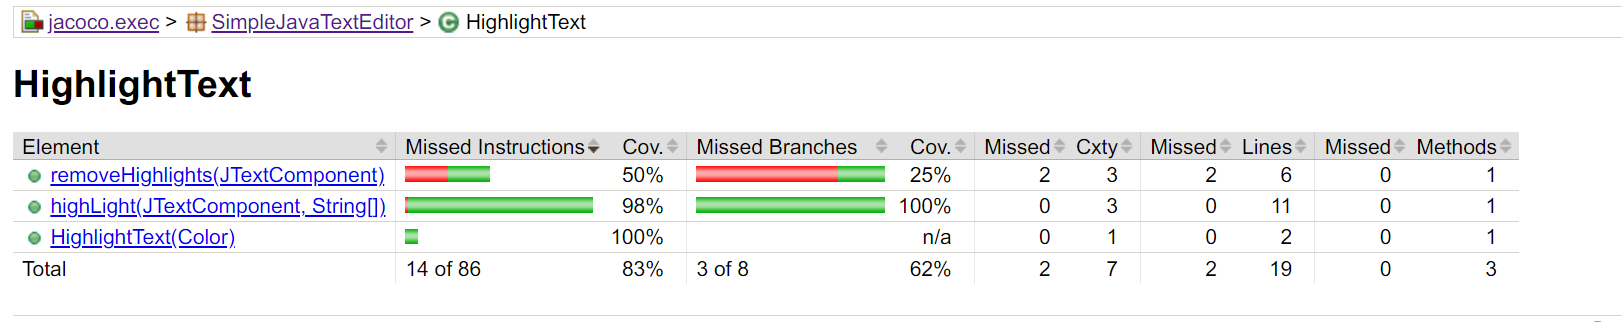 jacoco.exec > SimpleJavaTextEditor > HighlightText
HighlightText
Element Missed Instructions Cov. Missed Branches Cov. Missed Cxty Missed Lines Missed Methods
removeHighlights(JTextComponent) 50% 25% 2 3 2 6 0 1
highLight(JTextComponent, String[]) 98% 100% 0 3 0 11 0 1
HighlightText(Color) 100% n/a 0 1 0 2 0 1
Total 14 of 86 83% 3 of 8 62% 2 7 2 19 0 3